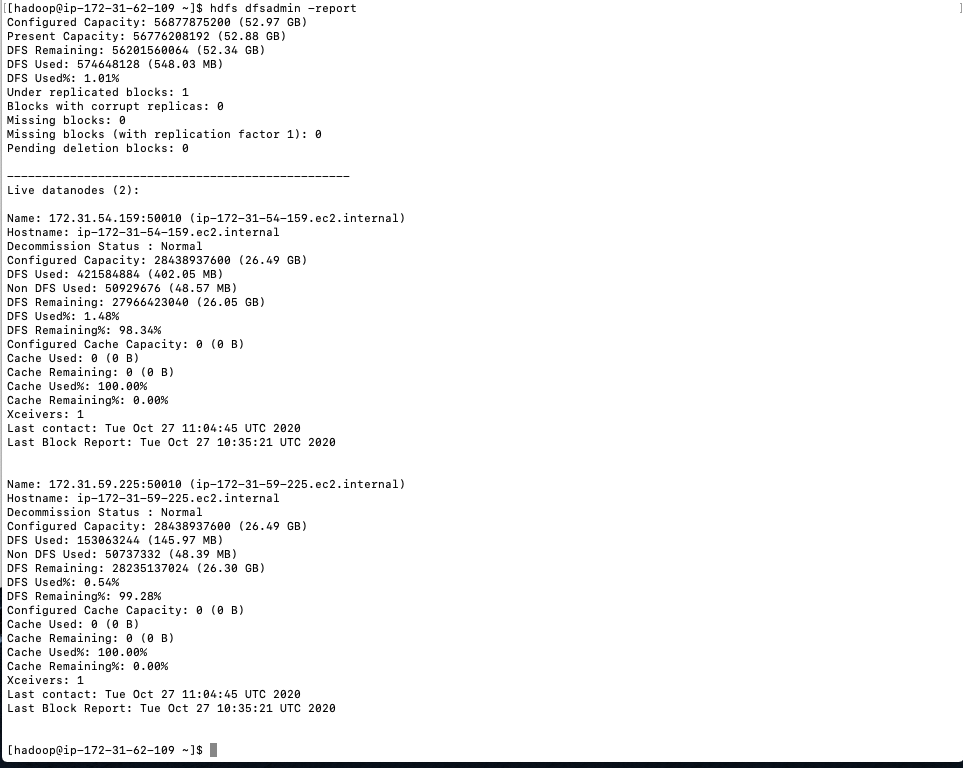 [[hadoop@ip-172-31-62-109 ~]$ hdfs dfsadmin -report ]
Configured Capacity: 56877875200 (52.97 GB)
Present Capacity: 56776208192 (52.88 GB)
DFS Remaining: 56201560064 (52.34 GB)
DFS Used: 574648128 (548.03 MB)
DFS Used%: 1.01%
Under replicated blocks: 1
Blocks with corrupt replicas: 0
Missing blocks: 0
Missing blocks (with replication factor 1): 0
Pending deletion blocks: 0
-------------------------------------------------
Live datanodes (2):
Name: 172.31.54.159:50010 (ip-172-31-54-159.ec2.internal)
Hostname: ip-172-31-54-159.ec2.internal
Decommission Status : Normal
Configured Capacity: 28438937600 (26.49 GB)
DFS Used: 421584884 (402.05 MB)
Non DFS Used: 50929676 (48.57 MB)
DFS Remaining: 27966423040 (26.05 GB)
DFS Used%: 1.48%
DFS Remaining%: 98.34%
Configured Cache Capacity: 0 (0 B)
Cache Used: 0 (0 B)
Cache Remaining: 0 (0 B)
Cache Used%: 100.00%
Cache Remaining%: 0.00%
Xceivers: 1
Last contact: Tue Oct 27 11:04:45 UTC 2020
Last Block Report: Tue Oct 27 10:35:21 UTC 2020
Name: 172.31.59.225:50010 (ip-172-31-59-225.ec2.internal)
Hostname: ip-172-31-59-225.ec2.internal
Decommission Status : Normal
Configured Capacity: 28438937600 (26.49 GB)
DFS Used: 153063244 (145.97 MB)
Non DFS Used: 50737332 (48.39 MB)
DFS Remaining: 28235137024 (26.30 GB)
DFS Used%: 0.54%
DFS Remaining%: 99.28%
Configured Cache Capacity: 0 (0 B)
Cache Used: 0 (0 B)
Cache Remaining: 0 (0 B)
Cache Used%: 100.00%
Cache Remaining%: 0.00%
Xceivers: 1
Last contact: Tue Oct 27 11:04:45 UTC 2020
Last Block Report: Tue Oct 27 10:35:21 UTC 2020
[hadoop@ip-172-31-62-109 ~]$